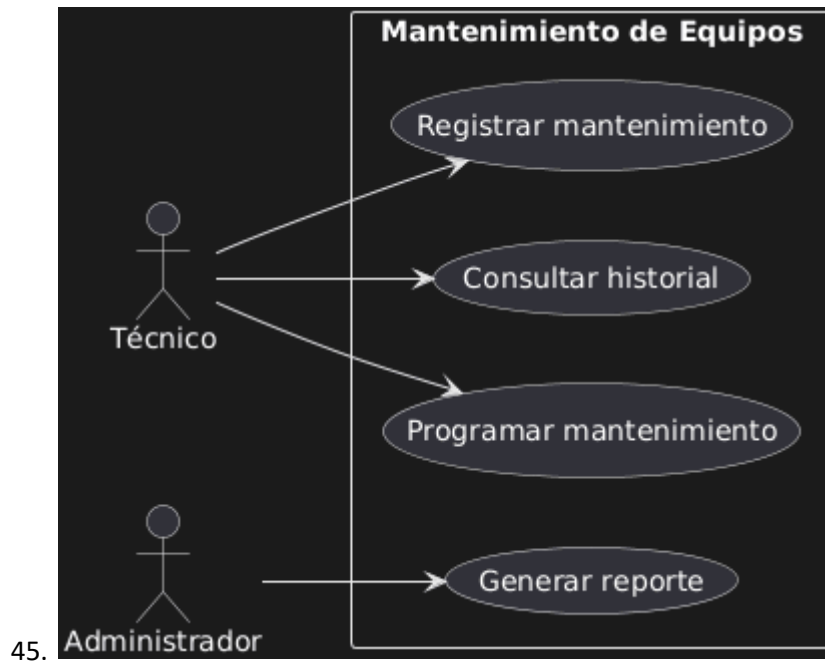 Mantenimiento de Equipos
Registrar mantenimiento
Consultar historial
Técnico
Programar mantenimiento
Generar reporte
45. Administrador